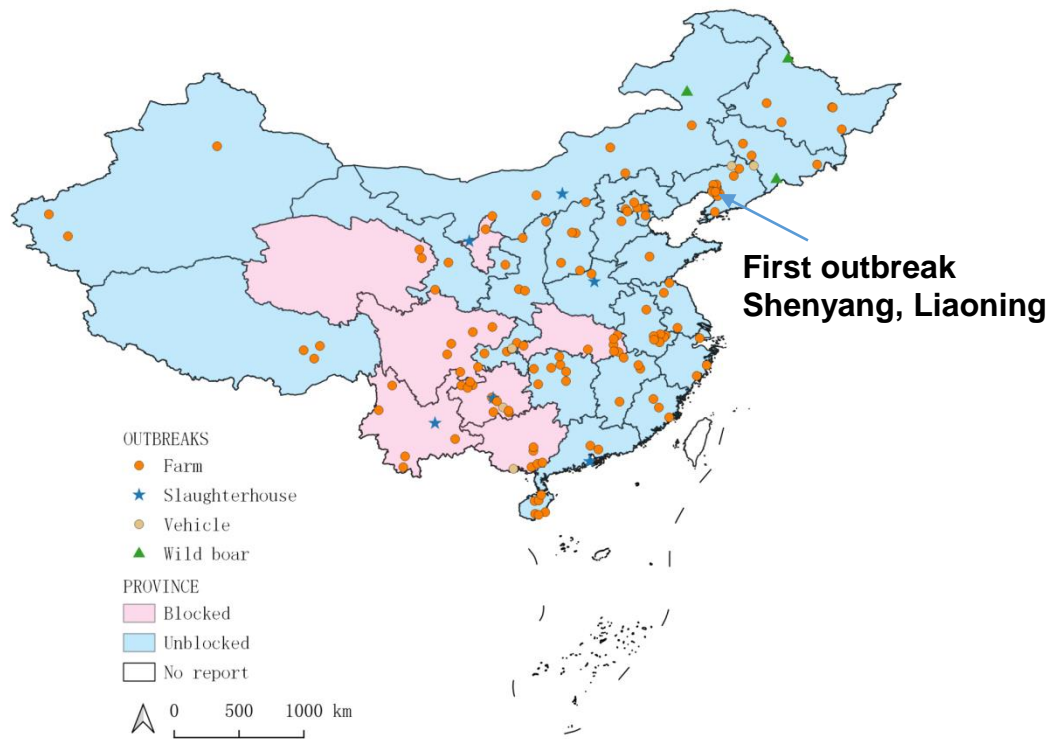 First outbreak
Shenyang, Liaoning
OUTBREAKS
Farm
Slaughterhouse
Vehicle
Wild boar
PROVINCE
Blocked
Unblocked
No report
0 500 1000 km